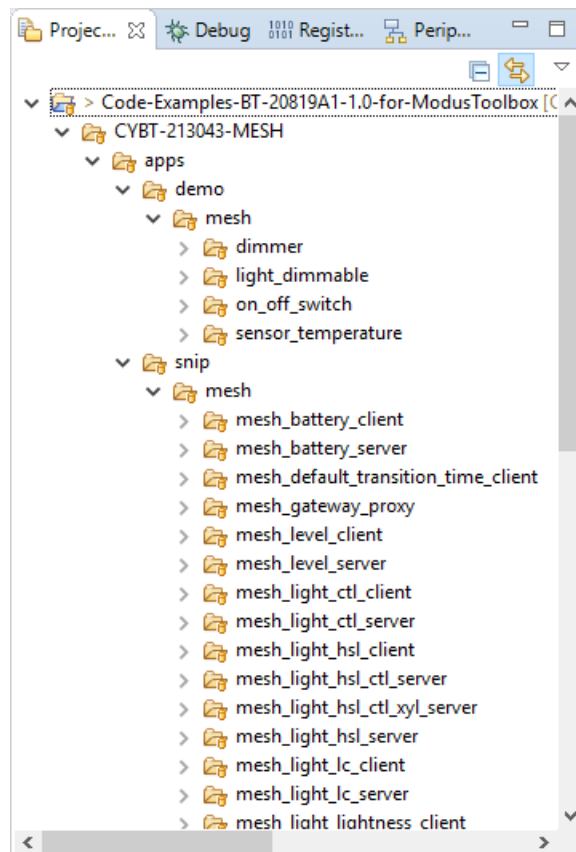 Projec... Debug Regist... Perip...
> Code-Examples-BT-20819A1-1.0-for-ModusToolbox [
CYBT-213043-MESH
apps
demo
mesh
dimmer
light_dimmable
on_off_switch
sensor_temperature
snip
mesh
mesh_battery_client
mesh_battery_server
mesh_default_transition_time_client
mesh_gateway_proxy
mesh_level_client
mesh_level_server
mesh_light_ctl_client
mesh_light_ctl_server
mesh_light_hsl_client
mesh_light_hsl_ctl_server
mesh_light_hsl_ctl_xyl_server
mesh_light_hsl_server
mesh_light_lc_client
mesh_light_lc_server
mesh_light_lightness_client